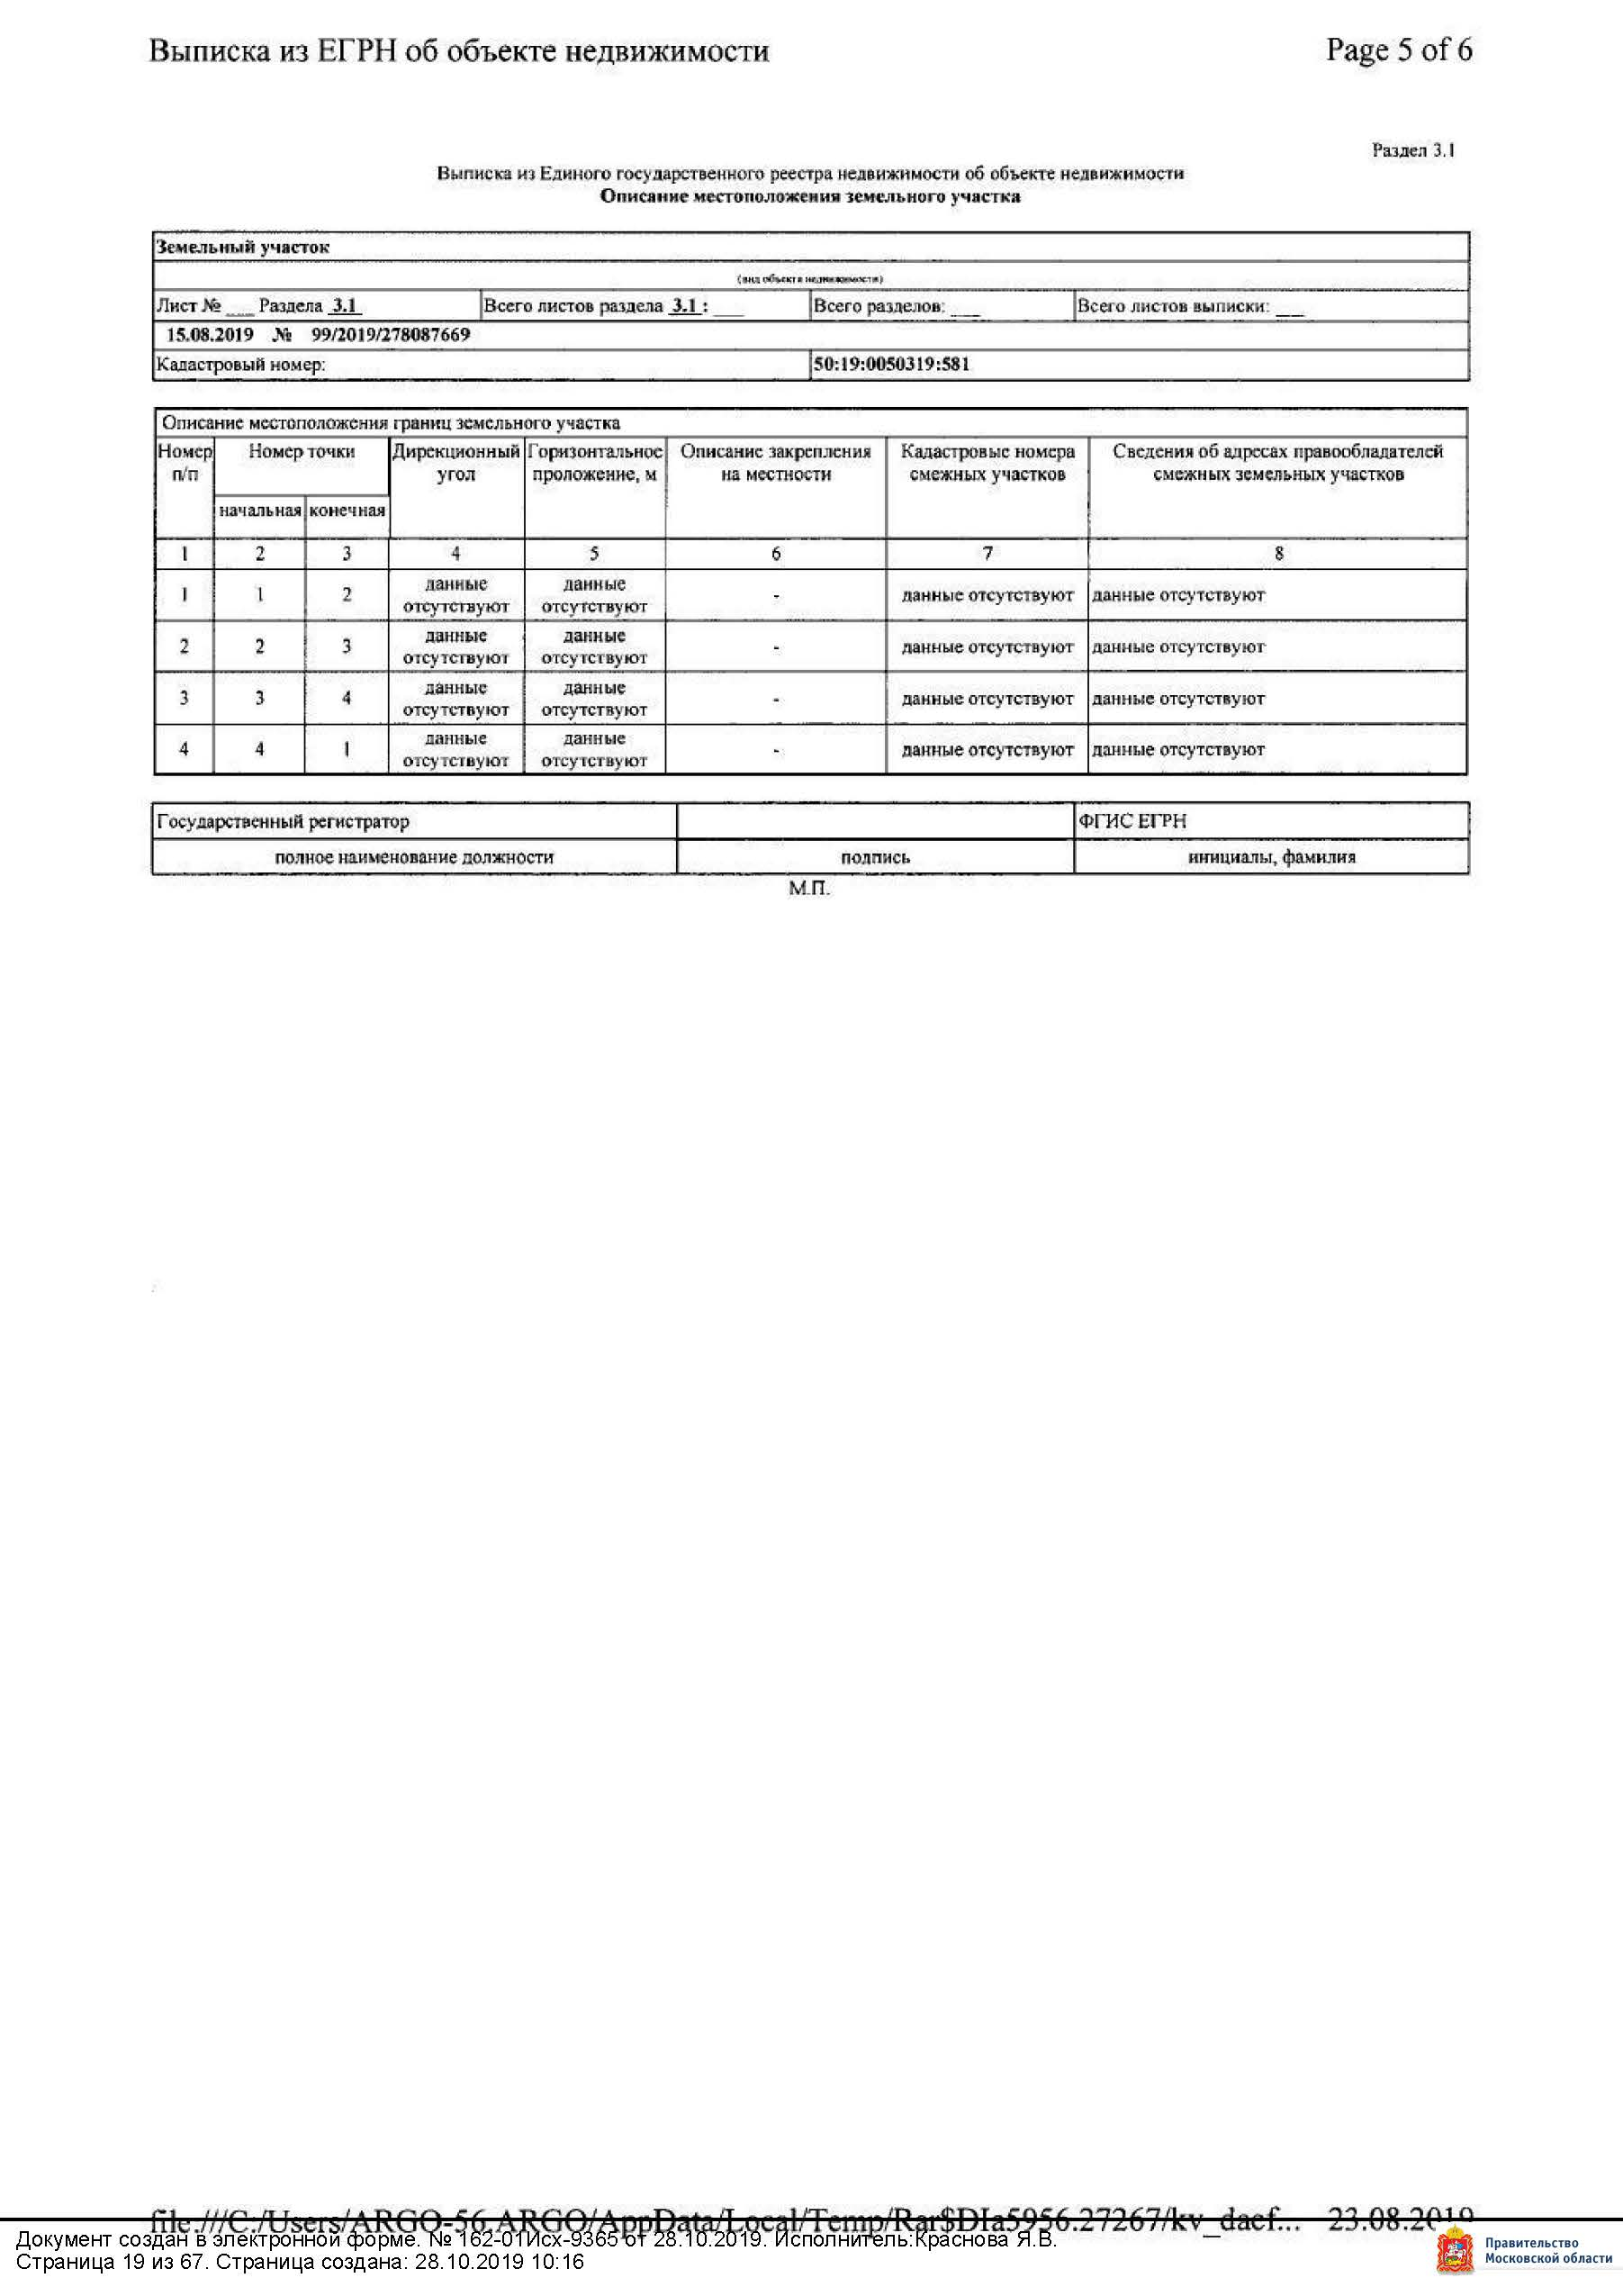 Выписка из ЕГРН об объекте недвижимости Page 5 of 6
Раздел 3.1
Выписка из Единого государственного реестра недвижимости об объекте недвижимости
Описание местоположения земельного участка
Земельный участок
(вид объекта недвижимости)
Лист № ___ Раздела 3.1 Всего листов раздела 3.1 : ___ Всего разделов: ___ Всего листов выписки: ___
15.08.2019 № 99/2019/278087669
Кадастровый номер: 50:19:0050319:581
Описание местоположения границ земельного участка
Номер Номер точки Дирекционный Горизонтальное Описание закрепления Кадастровые номера Сведения об адресах правообладателей
п/п угол проложение, м на местности смежных участков смежных земельных участков
начальная конечная
1 2 3 4 5 6 7 8
данные данные
1 1 2 отсутствуют отсутствуют - данные отсутствуют данные отсутствуют
данные данные
2 2 3 отсутствуют отсутствуют - данные отсутствуют данные отсутствуют
данные данные
3 3 4 отсутствуют отсутствуют - данные отсутствуют данные отсутствуют
данные данные
4 4 1 отсутствуют отсутствуют - данные отсутствуют данные отсутствуют
Государственный регистратор ФГИС ЕГРН
полное наименование должности подпись инициалы, фамилия
М.П.
file:///C:/Users/ARGO-56.ARGO/AppData/Local/Temp/Rar$DIa5956.27267/kv_dacf... 23.08.2019
Документ создан в электронной форме. № 162-01Исх-9365 от 28.10.2019. Исполнитель:Краснова Я.В.
Страница 19 из 67. Страница создана: 28.10.2019 10:16
Правительство
Московской области